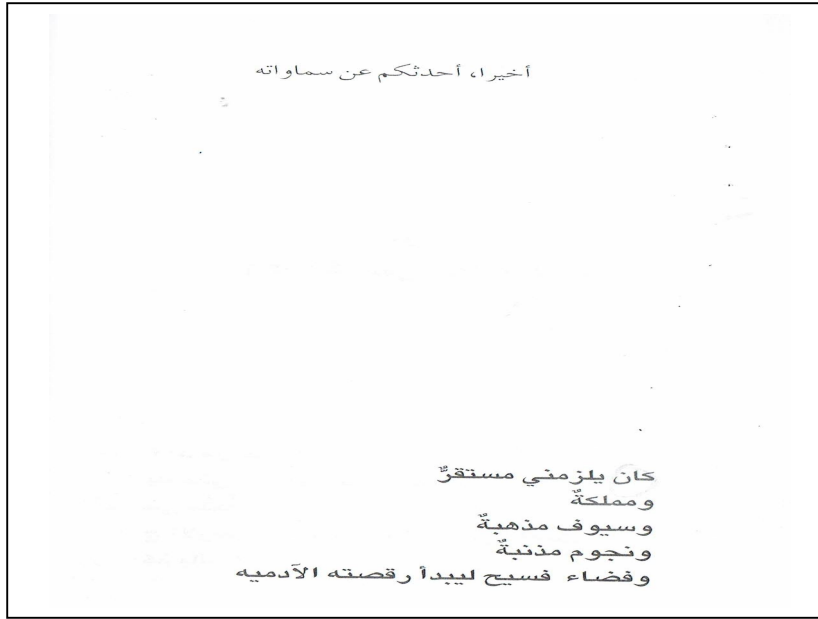 أخيرا، أحدثكم عن سماواته
كان يلزمني مستقرٌّ
ومملكةٌ
وسيوف مذهبةٌ
ونجوم مذنبةٌ
وفضاء فسيح ليبدأ رقصته الآدميه